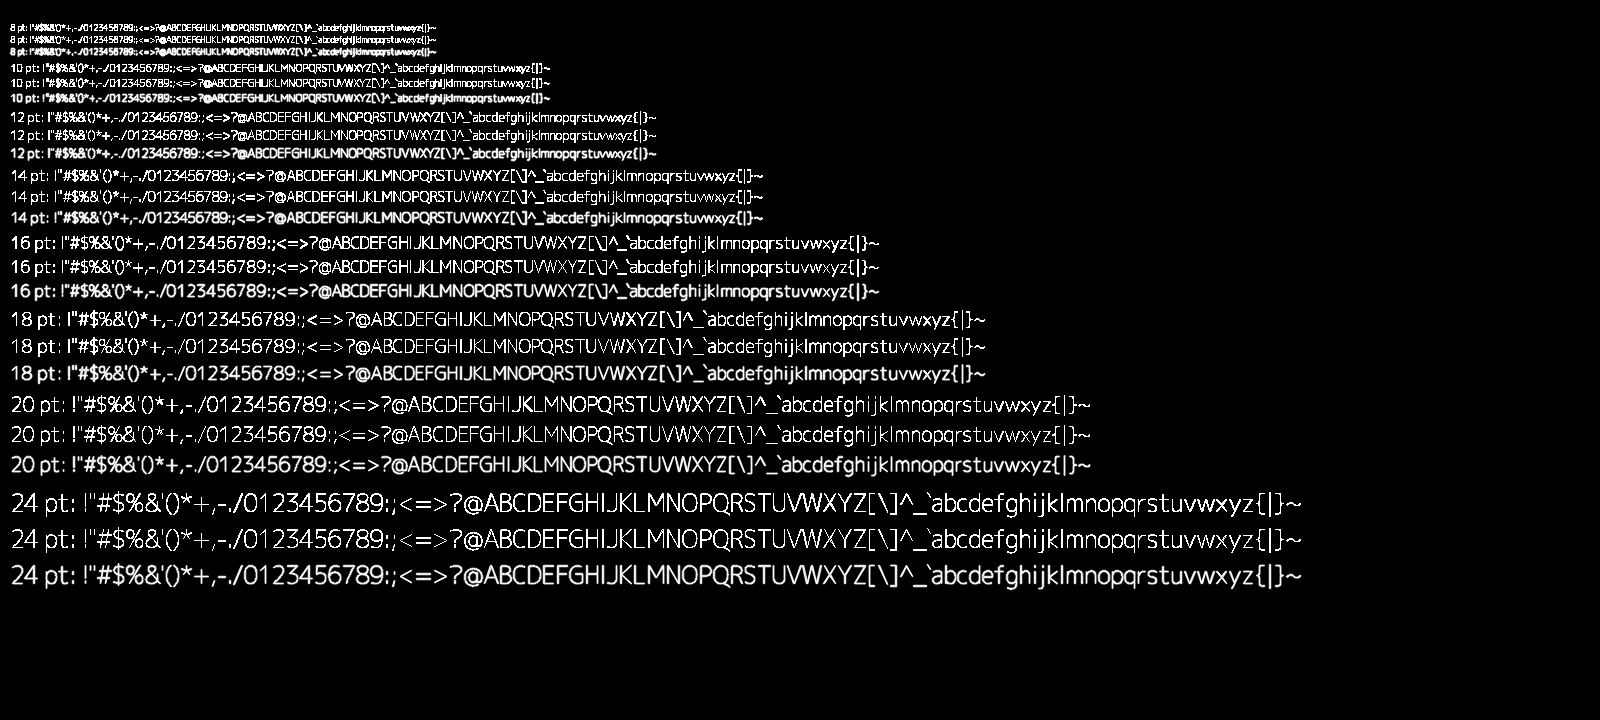 8 pt: !"#$%&'()*+,-./0123456789:;<=>?@ABCDEFGHIJKLMNOPQRSTUVWXYZ[\]^_`abcdefghijklmnopqrstuvwxyz{|}~
8 pt: !"#$%&'()*+,-./0123456789:;<=>?@ABCDEFGHIJKLMNOPQRSTUVWXYZ[\]^_`abcdefghijklmnopqrstuvwxyz{|}~
8 pt: !"#$%&'()*+,-./0123456789:;<=>?@ABCDEFGHIJKLMNOPQRSTUVWXYZ[\]^_`abcdefghijklmnopqrstuvwxyz{|}~
10 pt: !"#$%&'()*+,-./0123456789:;<=>?@ABCDEFGHIJKLMNOPQRSTUVWXYZ[\]^_`abcdefghijklmnopqrstuvwxyz{|}~
10 pt: !"#$%&'()*+,-./0123456789:;<=>?@ABCDEFGHIJKLMNOPQRSTUVWXYZ[\]^_`abcdefghijklmnopqrstuvwxyz{|}~
10 pt: !"#$%&'()*+,-./0123456789:;<=>?@ABCDEFGHIJKLMNOPQRSTUVWXYZ[\]^_`abcdefghijklmnopqrstuvwxyz{|}~
12 pt: !"#$%&'()*+,-./0123456789:;<=>?@ABCDEFGHIJKLMNOPQRSTUVWXYZ[\]^_`abcdefghijklmnopqrstuvwxyz{|}~
12 pt: !"#$%&'()*+,-./0123456789:;<=>?@ABCDEFGHIJKLMNOPQRSTUVWXYZ[\]^_`abcdefghijklmnopqrstuvwxyz{|}~
12 pt: !"#$%&'()*+,-./0123456789:;<=>?@ABCDEFGHIJKLMNOPQRSTUVWXYZ[\]^_`abcdefghijklmnopqrstuvwxyz{|}~
14 pt: !"#$%&'()*+,-./0123456789:;<=>?@ABCDEFGHIJKLMNOPQRSTUVWXYZ[\]^_`abcdefghijklmnopqrstuvwxyz{|}~
14 pt: !"#$%&'()*+,-./0123456789:;<=>?@ABCDEFGHIJKLMNOPQRSTUVWXYZ[\]^_`abcdefghijklmnopqrstuvwxyz{|}~
14 pt: !"#$%&'()*+,-./0123456789:;<=>?@ABCDEFGHIJKLMNOPQRSTUVWXYZ[\]^_`abcdefghijklmnopqrstuvwxyz{|}~
16 pt: !"#$%&'()*+,-./0123456789:;<=>?@ABCDEFGHIJKLMNOPQRSTUVWXYZ[\]^_`abcdefghijklmnopqrstuvwxyz{|}~
16 pt: !"#$%&'()*+,-./0123456789:;<=>?@ABCDEFGHIJKLMNOPQRSTUVWXYZ[\]^_`abcdefghijklmnopqrstuvwxyz{|}~
16 pt: !"#$%&'()*+,-./0123456789:;<=>?@ABCDEFGHIJKLMNOPQRSTUVWXYZ[\]^_`abcdefghijklmnopqrstuvwxyz{|}~
18 pt: !"#$%&'()*+,-./0123456789:;<=>?@ABCDEFGHIJKLMNOPQRSTUVWXYZ[\]^_`abcdefghijklmnopqrstuvwxyz{|}~
18 pt: !"#$%&'()*+,-./0123456789:;<=>?@ABCDEFGHIJKLMNOPQRSTUVWXYZ[\]^_`abcdefghijklmnopqrstuvwxyz{|}~
18 pt: !"#$%&'()*+,-./0123456789:;<=>?@ABCDEFGHIJKLMNOPQRSTUVWXYZ[\]^_`abcdefghijklmnopqrstuvwxyz{|}~
20 pt: !"#$%&'()*+,-./0123456789:;<=>?@ABCDEFGHIJKLMNOPQRSTUVWXYZ[\]^_`abcdefghijklmnopqrstuvwxyz{|}~
20 pt: !"#$%&'()*+,-./0123456789:;<=>?@ABCDEFGHIJKLMNOPQRSTUVWXYZ[\]^_`abcdefghijklmnopqrstuvwxyz{|}~
20 pt: !"#$%&'()*+,-./0123456789:;<=>?@ABCDEFGHIJKLMNOPQRSTUVWXYZ[\]^_`abcdefghijklmnopqrstuvwxyz{|}~
24 pt: !"#$%&'()*+,-./0123456789:;<=>?@ABCDEFGHIJKLMNOPQRSTUVWXYZ[\]^_`abcdefghijklmnopqrstuvwxyz{|}~
24 pt: !"#$%&'()*+,-./0123456789:;<=>?@ABCDEFGHIJKLMNOPQRSTUVWXYZ[\]^_`abcdefghijklmnopqrstuvwxyz{|}~
24 pt: !"#$%&'()*+,-./0123456789:;<=>?@ABCDEFGHIJKLMNOPQRSTUVWXYZ[\]^_`abcdefghijklmnopqrstuvwxyz{|}~